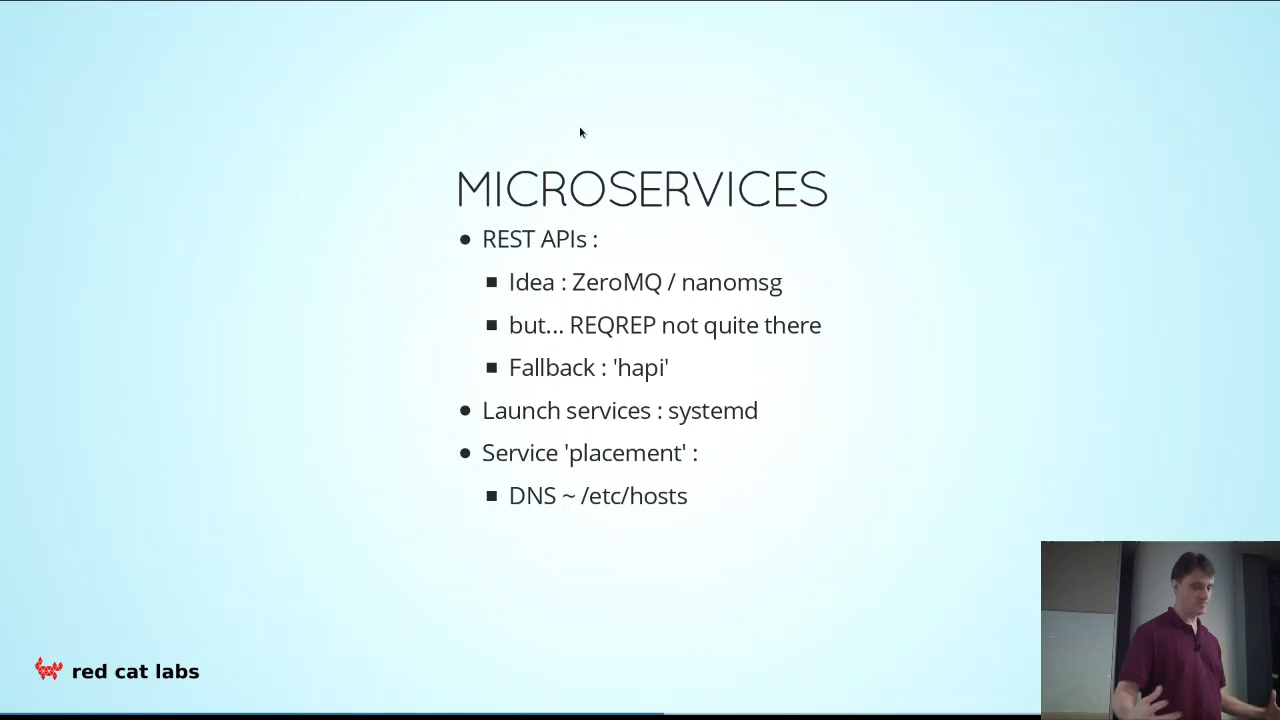 MICROSERVICES
REST APIs :
Idea : ZeroMQ / nanomsg
but... REQREP not quite there
Fallback : 'hapi'
Launch services : systemd
Service 'placement' :
DNS ~ /etc/hosts
red cat labs